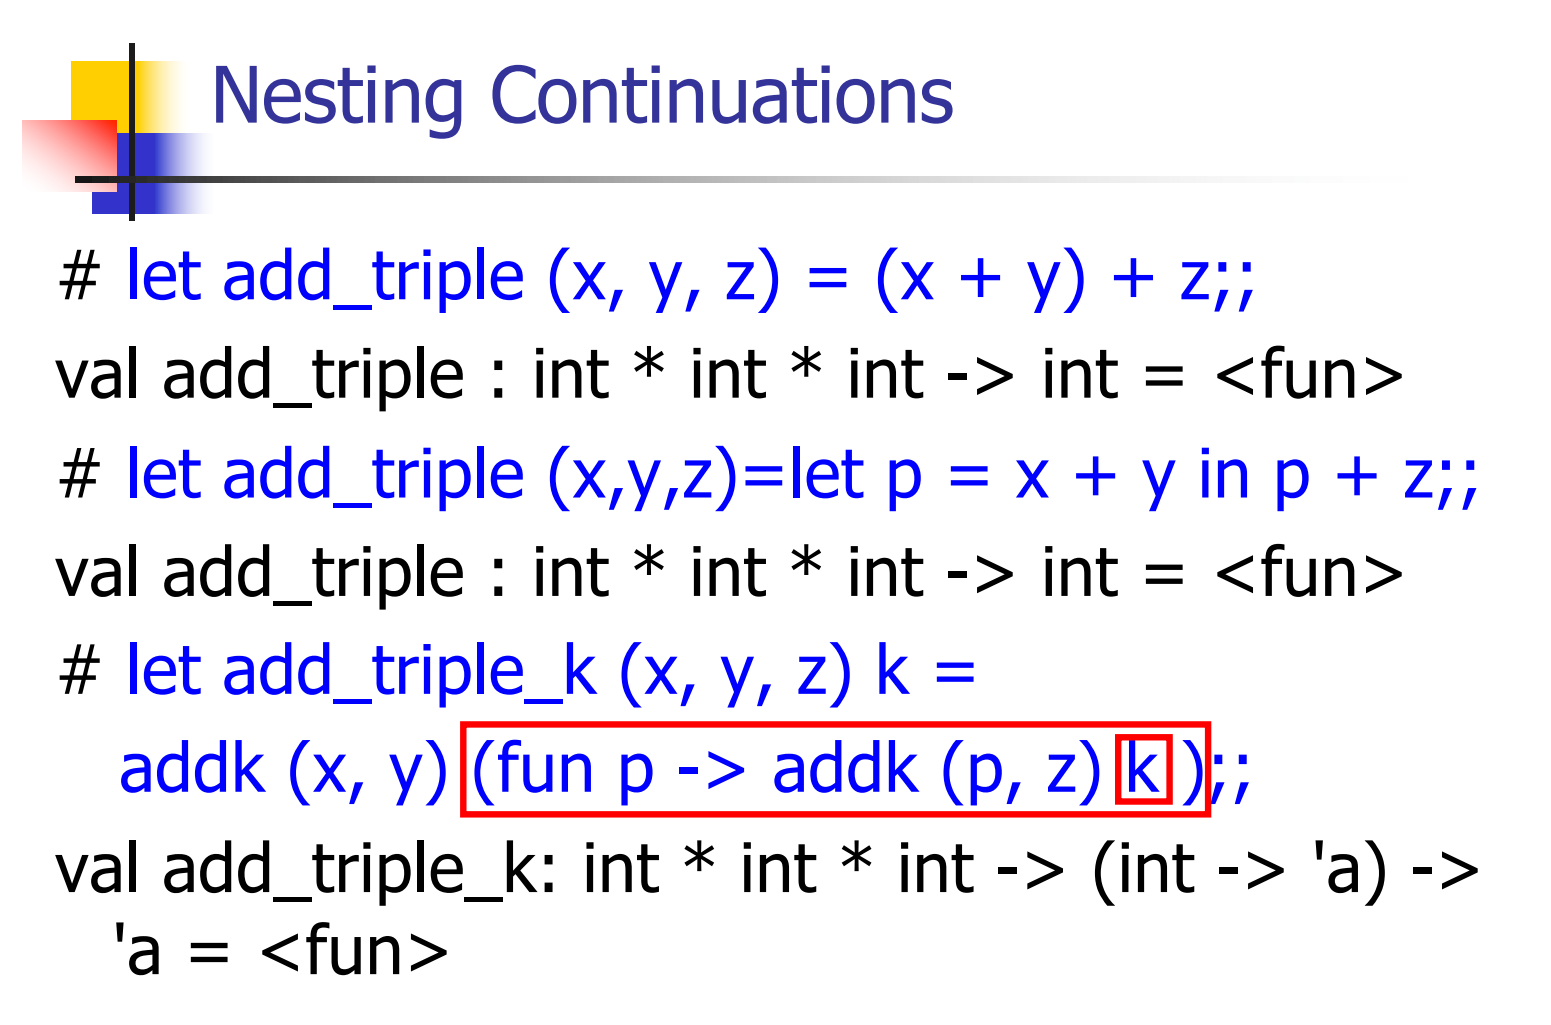 Nesting Continuations
# let add_triple (x, y, z) = (x + y) + z;;
val add_triple : int * int * int -> int = <fun>
# let add_triple (x,y,z)=let p = x + y in p + z;;
val add_triple : int * int * int -> int = <fun>
# let add_triple_k (x, y, z) k =
addk (x, y) (fun p -> addk (p, z) k );;
val add_triple_k: int * int * int -> (int -> 'a) ->
'a = <fun>